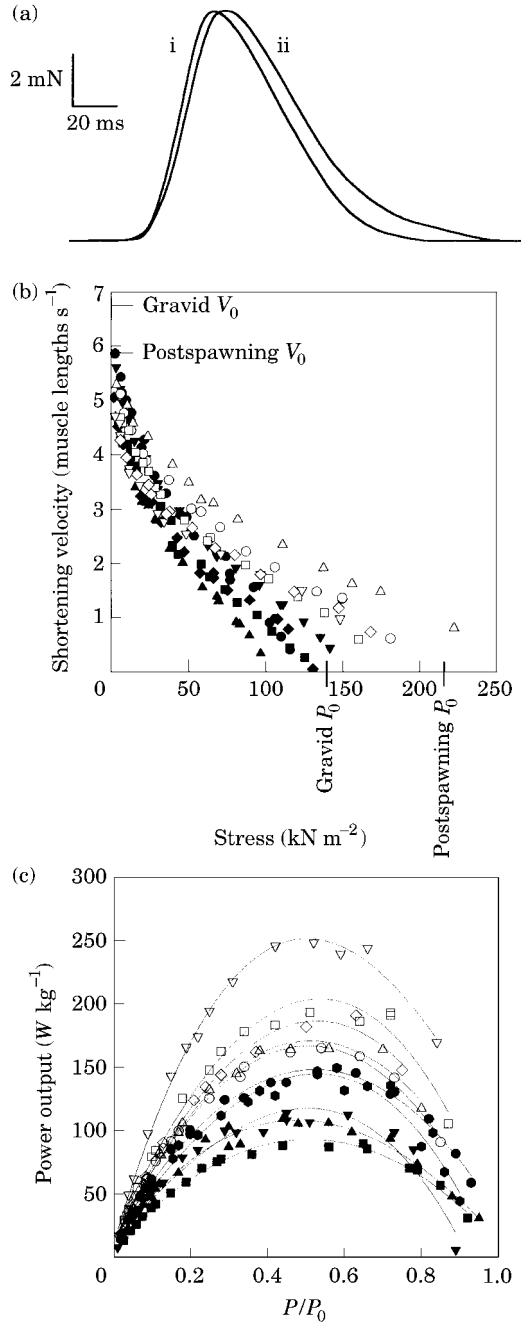 (a)
i
ii
2 mN
20 ms
(b)
7
6
5
4
3
2
1
Gravid V₀
Postspawning V₀
Shortening velocity (muscle lengths s⁻¹)
0
50
100
150
200
250
Gravid P₀
Postspawning P₀
Stress (kN m⁻²)
(c)
300
250
200
150
100
50
Power output (W kg⁻¹)
0
0.2
0.4
0.6
0.8
1.0
P/P₀